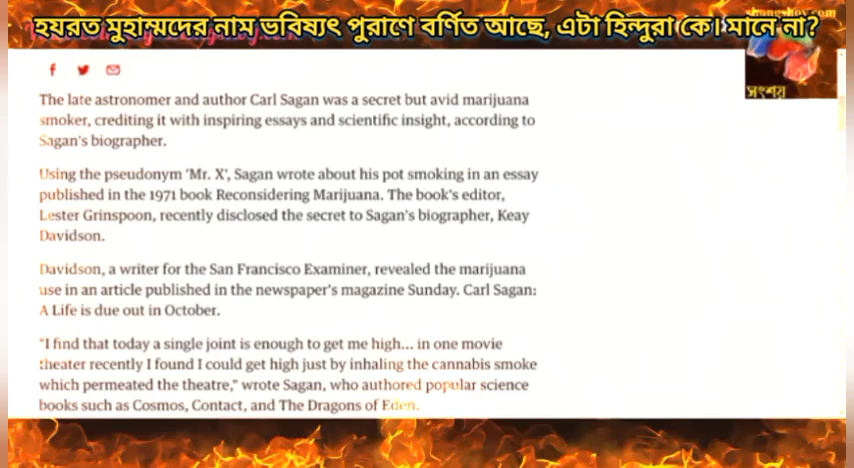 হযরত মুহাম্মদের নাম ভবিষ্যৎ পুরাণে বর্ণিত আছে, এটা হিন্দুরা কে। মানে না?
shongshoy.com
সংশয়
The late astronomer and author Carl Sagan was a secret but avid marijuana
smoker, crediting it with inspiring essays and scientific insight, according to
Sagan's biographer.
Using the pseudonym 'Mr. X', Sagan wrote about his pot smoking in an essay
published in the 1971 book Reconsidering Marijuana. The book's editor,
Lester Grinspoon, recently disclosed the secret to Sagan's biographer, Keay
Davidson.
Davidson, a writer for the San Francisco Examiner, revealed the marijuana
use in an article published in the newspaper's magazine Sunday. Carl Sagan:
A Life is due out in October.
"I find that today a single joint is enough to get me high... in one movie
theater recently I found I could get high just by inhaling the cannabis smoke
which permeated the theatre," wrote Sagan, who authored popular science
books such as Cosmos, Contact, and The Dragons of Eden.